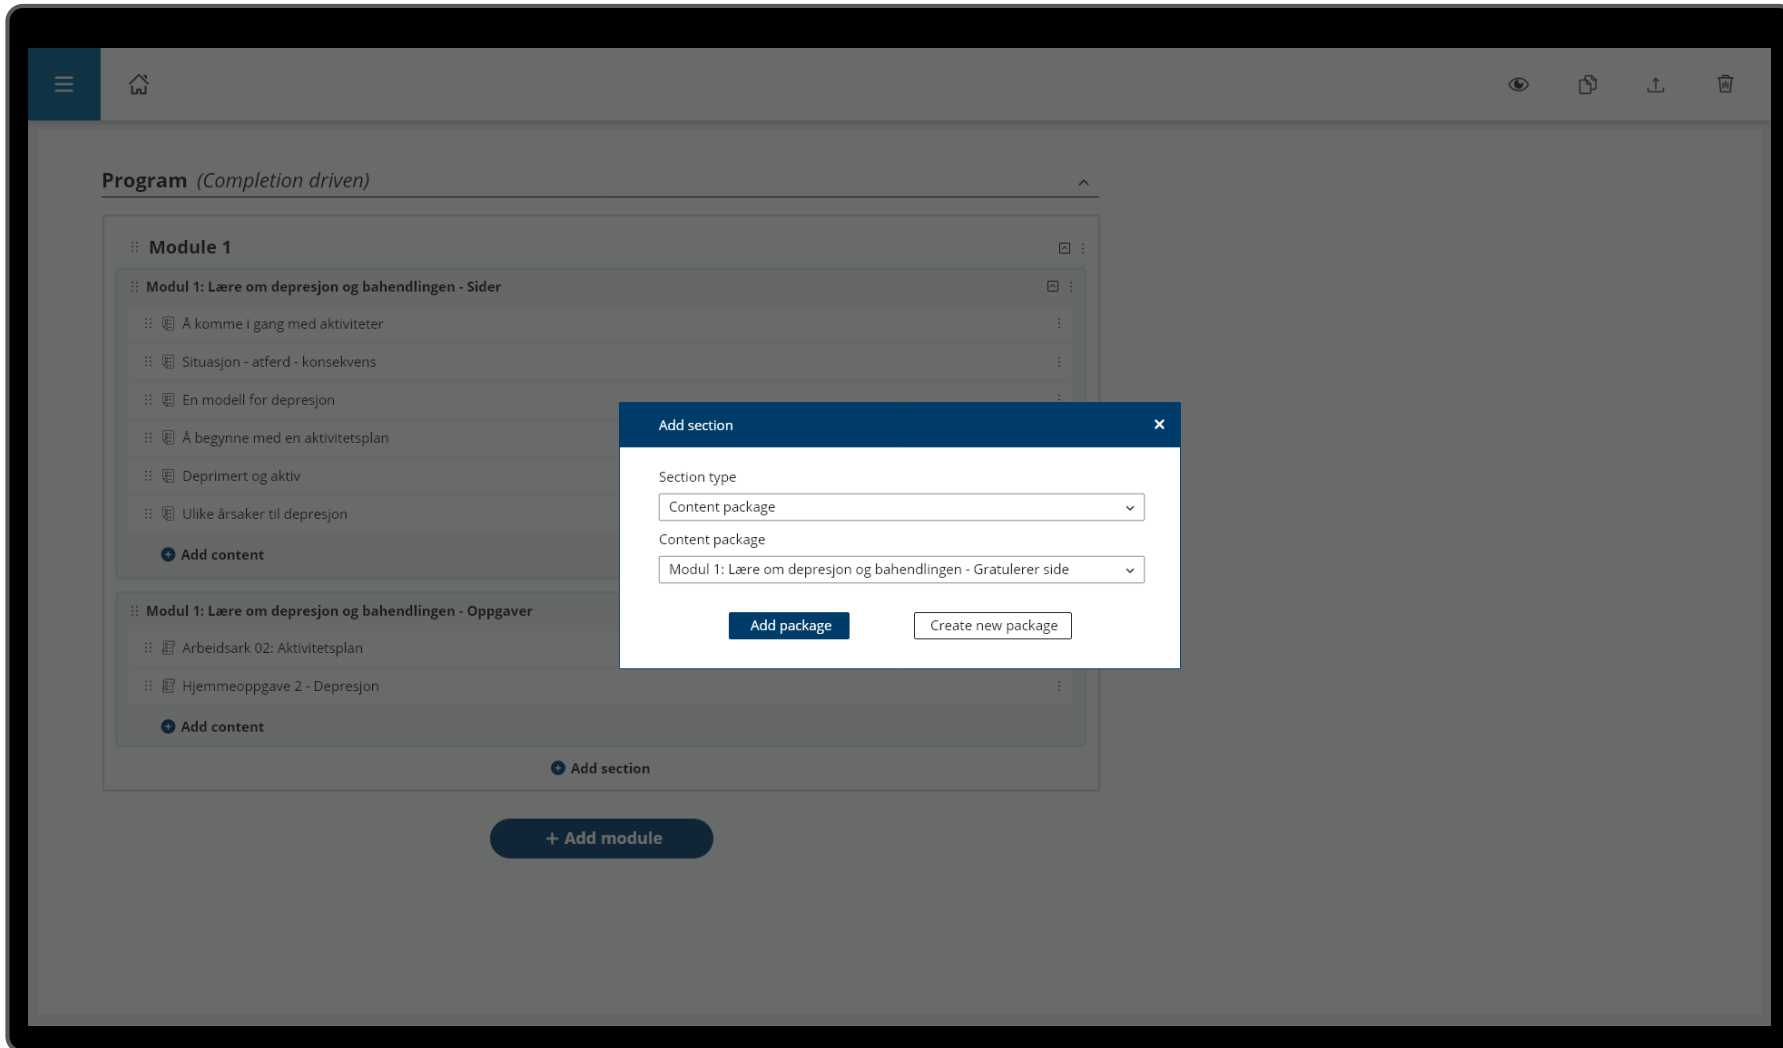 Program (Completion driven)
Module 1
Modul 1: Lære om depresjon og bahendlingen - Sider
Å komme i gang med aktiviteter
Situasjon - atferd - konsekvens
En modell for depresjon
Å begynne med en aktivitetsplan
Deprimert og aktiv
Ulike årsaker til depresjon
Add content
Modul 1: Lære om depresjon og bahendlingen - Oppgaver
Arbeidsark 02: Aktivitetsplan
Hjemmeoppgave 2 - Depresjon
Add content
Add section
+ Add module
Add section
Section type
Content package
Content package
Modul 1: Lære om depresjon og bahendlingen - Gratulerer side
Add package
Create new package